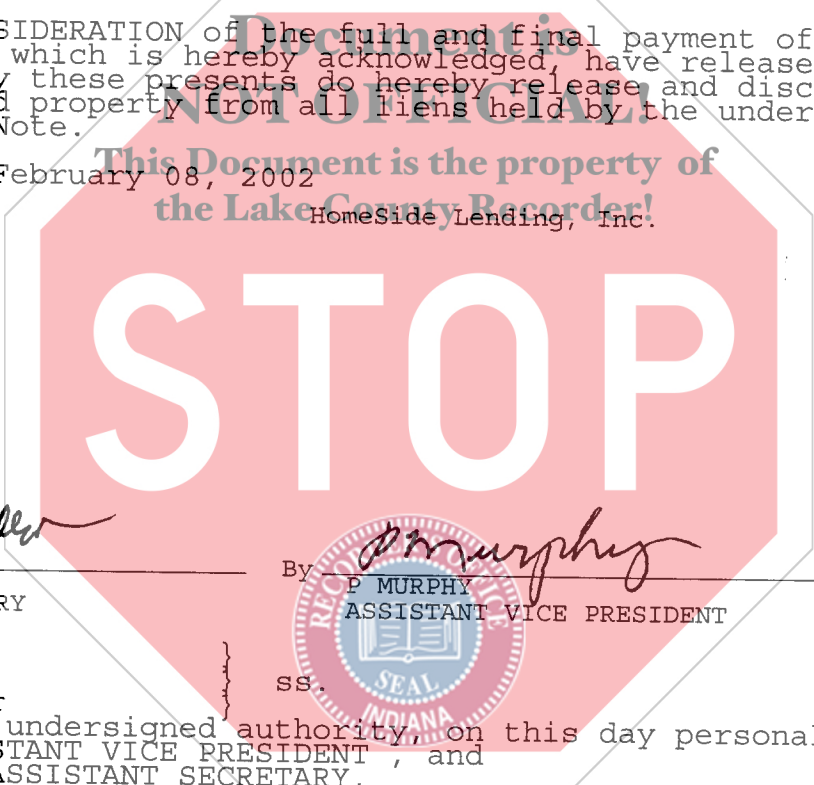 SIDERATION of the full and final payment of
which is hereby acknowledged, have release
these presents do hereby release and disc
property from all liens held by the under
Note.
Document is
NOT OFFICIAL!
This Document is the property of
the Lake County Recorder!
February 08, 2002
HomeSide Lending, Inc.
STOP
By PMurphy
P MURPHY
ASSISTANT VICE PRESIDENT
RY
ss.
undersigned authority, on this day personal
STANT VICE PRESIDENT , and
ASSISTANT SECRETARY,
SEAL
INDIANA